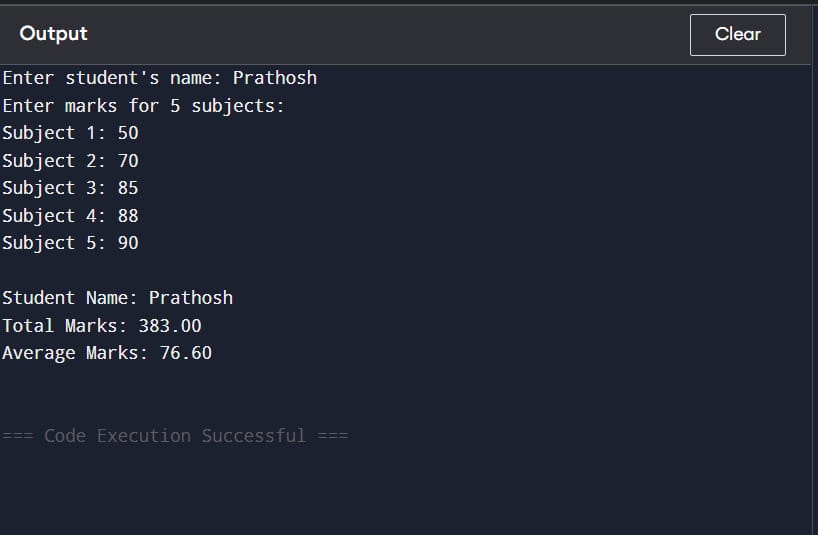 Output
Clear
Enter student's name: Prathosh
Enter marks for 5 subjects:
Subject 1: 50
Subject 2: 70
Subject 3: 85
Subject 4: 88
Subject 5: 90
Student Name: Prathosh
Total Marks: 383.00
Average Marks: 76.60
=== Code Execution Successful ===